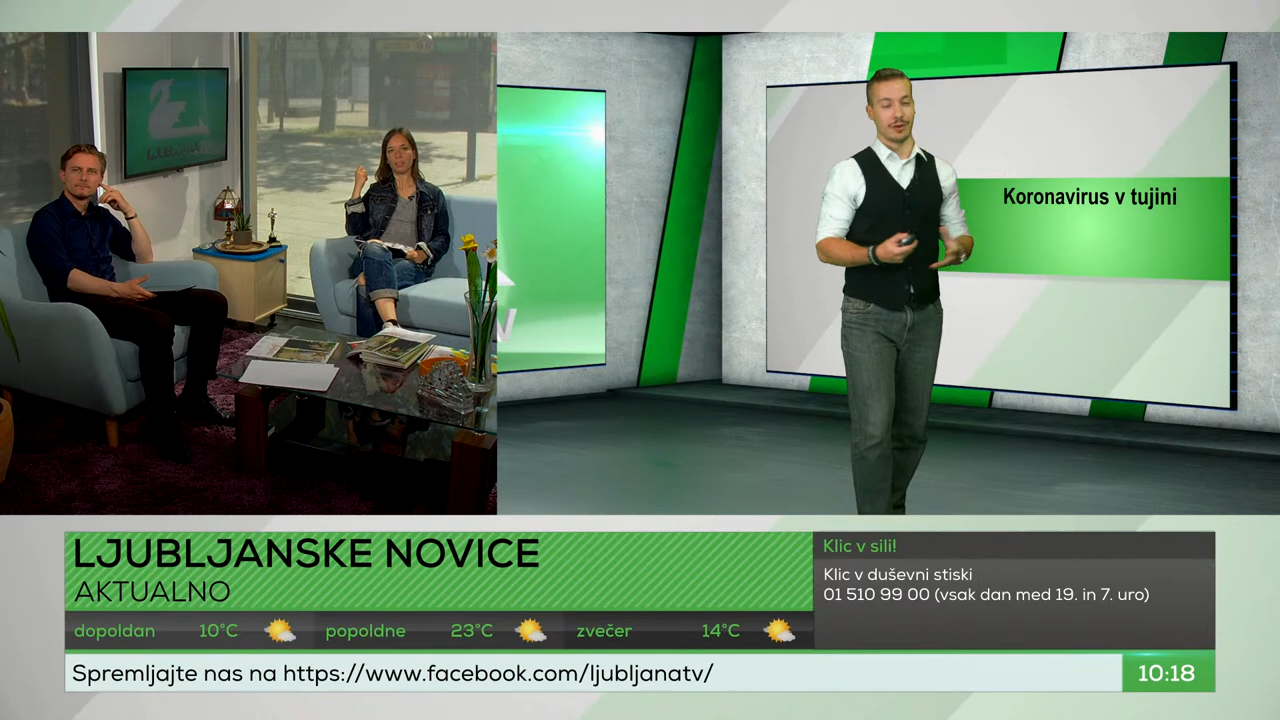 LJUBLJANA
Koronavirus v tujini
LJUBLJANSKE NOVICE
AKTUALNO
dopoldan 10°C popoldne 23°C zvečer 14°C
Klic v sili!
Klic v duševni stiski
01 510 99 00 (vsak dan med 19. in 7. uro)
Spremljajte nas na https://www.facebook.com/ljubljanatv/
10:18